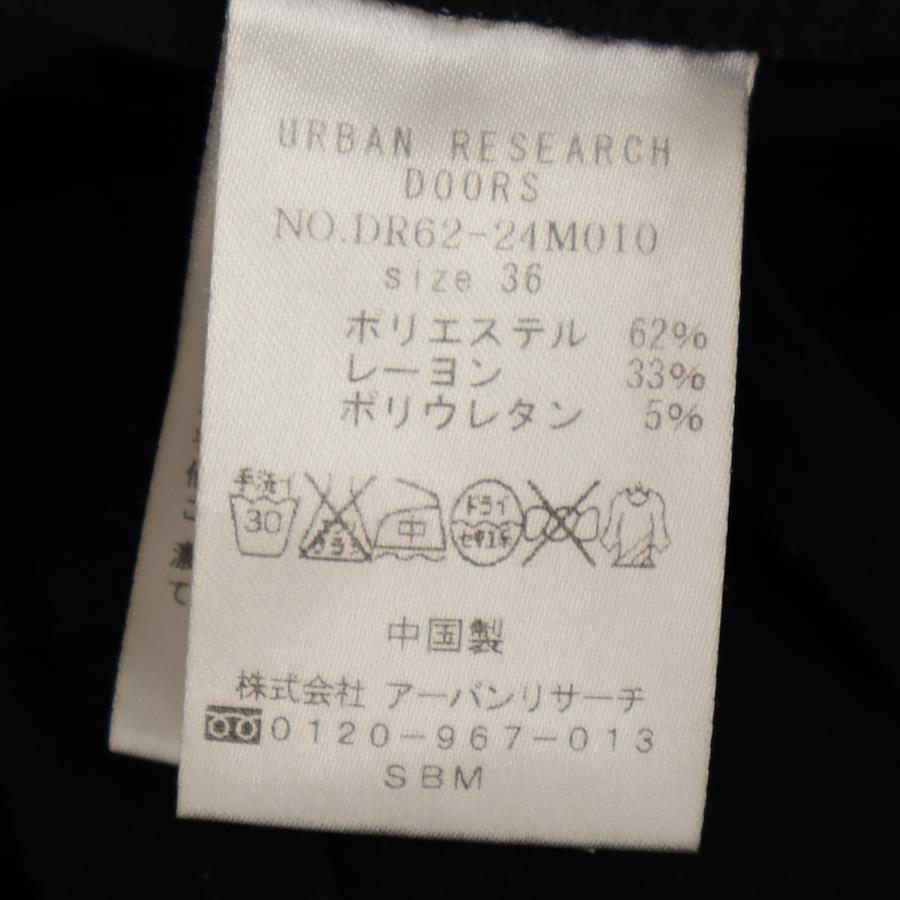 URBAN RESEARCH
DOORS
NO.DR62-24M010
size 36
ポリエステル 62%
レーヨン 33%
ポリウレタン 5%
手洗イ
30 中 ドライ
セキユ系
中国製
株式会社 アーバンリサーチ
0120-967-013
SBM